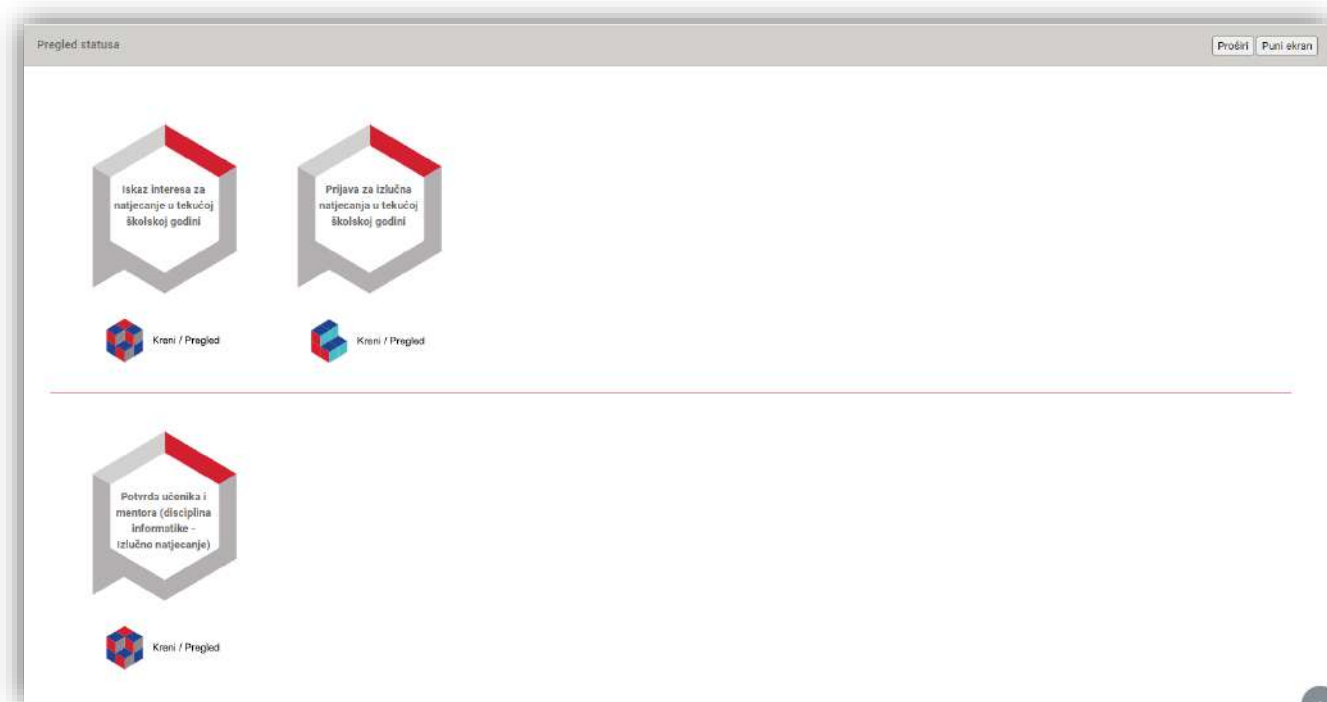 Pregled statusa
Proširi
Puni ekran
Iskaz interesa za
natjecanje u tekućoj
školskoj godini
Prijava za izlučna
natjecanja u tekućoj
školskoj godini
Kreni / Pregled
Kreni / Pregled
Potvrda učenika i
mentora (disciplina
informatike -
Izlučno natjecanje)
Kreni / Pregled